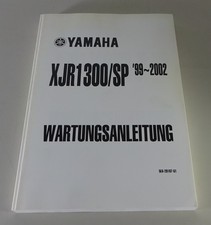 YAMAHA
XJR1300/SP '99~2002
WARTUNGSANLEITUNG